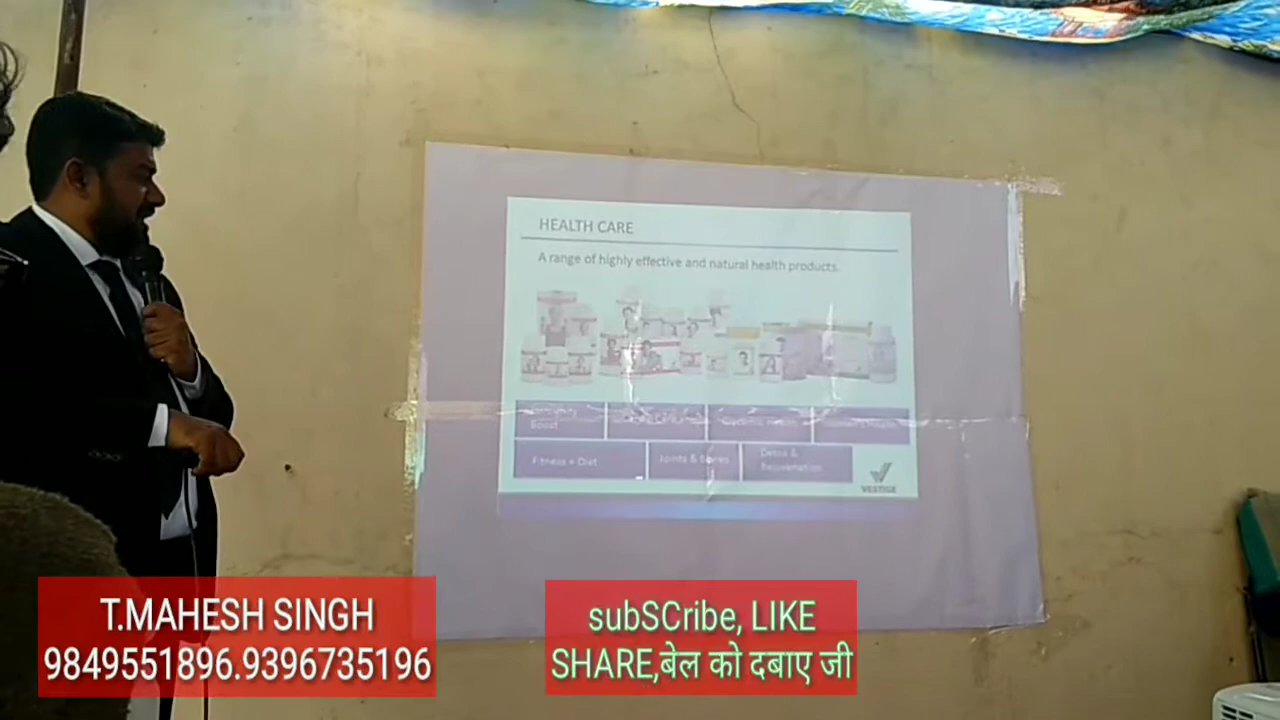 HEALTH CARE
A range of highly effective and natural health products.
Boost
Fitness + Diet
Joints & Bones
Detox &
Rejuvenation
VESTIGE
T.MAHESH SINGH
9849551896.9396735196
subSCribe, LIKE
SHARE,बेल को दबाए जी